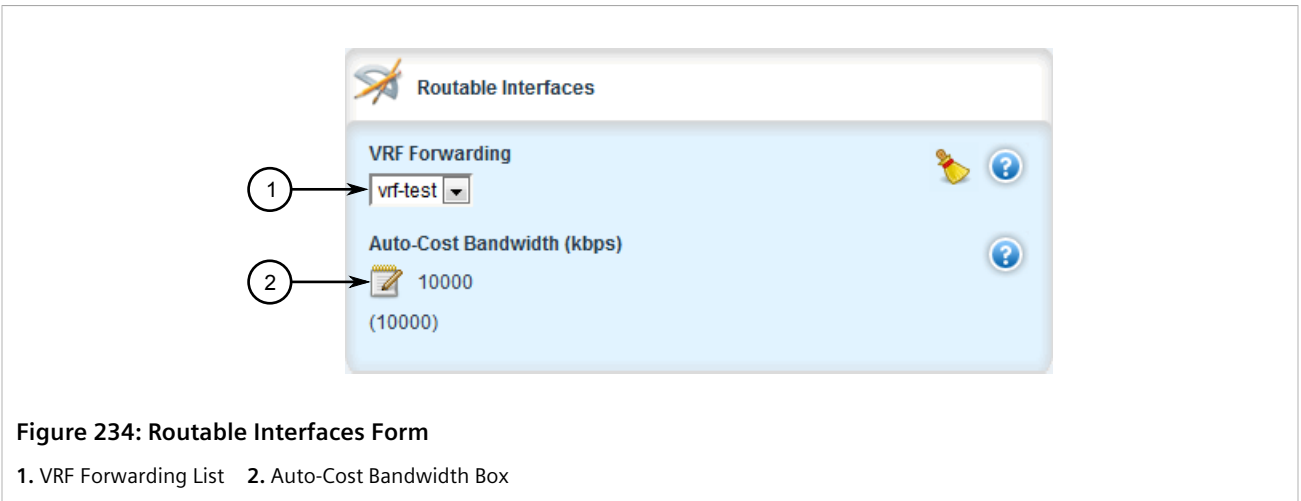 Routable Interfaces
VRF Forwarding
1
vrf-test
Auto-Cost Bandwidth (kbps)
2
10000
(10000)
Figure 234: Routable Interfaces Form
1. VRF Forwarding List 2. Auto-Cost Bandwidth Box